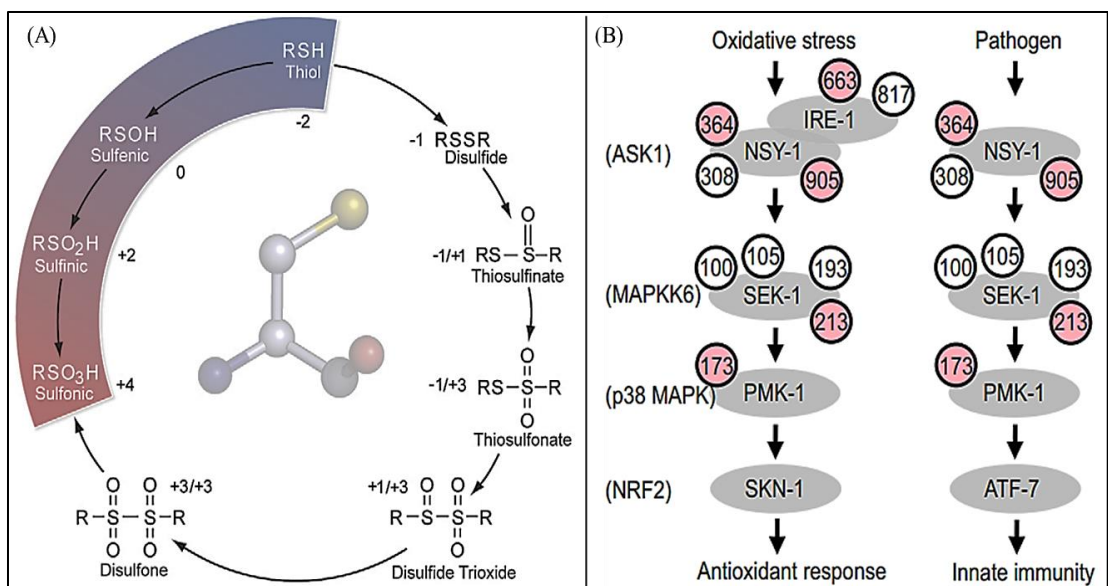 (A)
RSH
Thiol
-2
RSOH
Sulfenic
0
RSO2H
Sulfinic
+2
RSO3H
Sulfonic
+4
-1 RSSR
Disulfide
O
-1/+1 RS—S—R
Thiosulfinate
O
-1/+3 RS—S—R
O
Thiosulfonate
+1/+3 O O
R—S—S—R
O
Disulfide Trioxide
O O +3/+3
R—S—S—R
O O
Disulfone
(B)
Oxidative stress
663
817
IRE-1
364
(ASK1)
NSY-1
308
905
100
105
193
(MAPKK6)
SEK-1
213
173
(p38 MAPK)
PMK-1
(NRF2)
SKN-1
Antioxidant response
Pathogen
364
NSY-1
308
905
100
105
193
SEK-1
213
173
PMK-1
ATF-7
Innate immunity